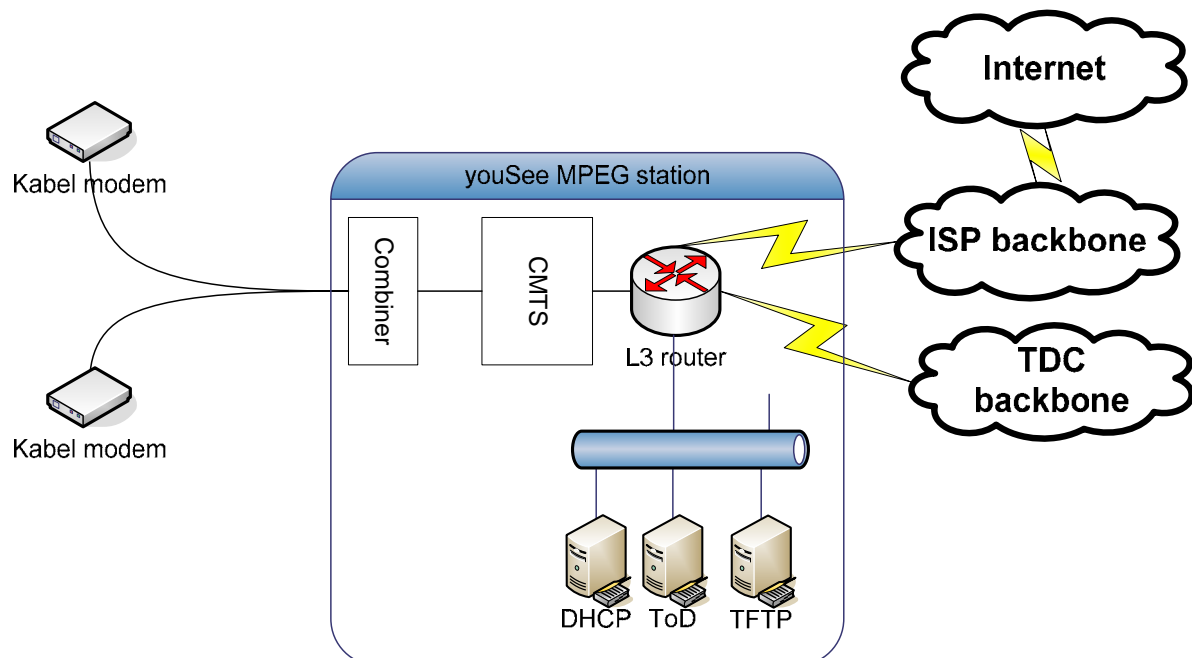 Internet
Kabel modem
youSee MPEG station
Combiner
CMTS
ISP backbone
L3 router
TDC
backbone
Kabel modem
DHCP
ToD
TFTP